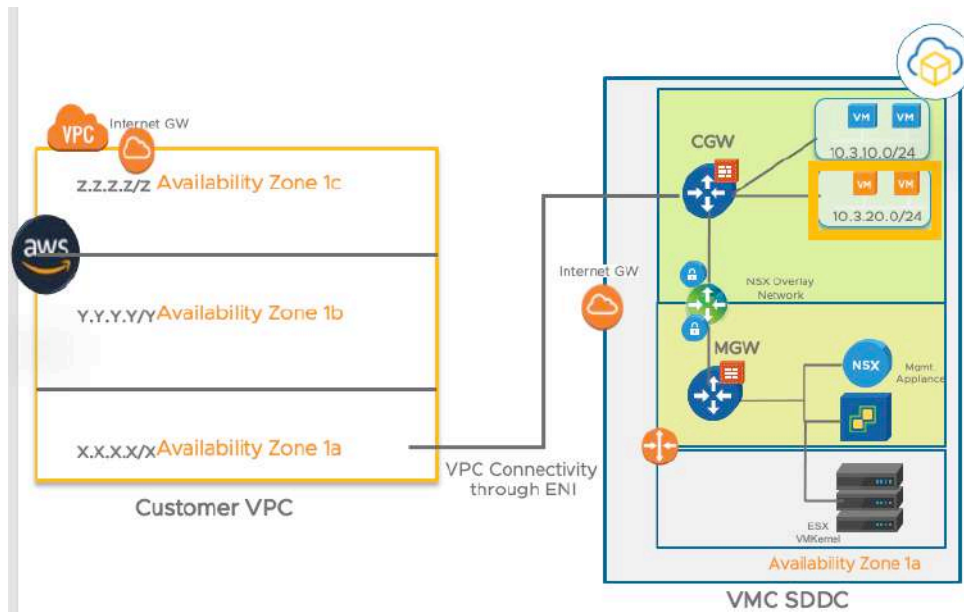 VPC
Internet GW
Z.Z.Z.Z/Z Availability Zone 1c
aws
Y.Y.Y.Y/Y Availability Zone 1b
X.X.X.X/X Availability Zone 1a
Customer VPC
VPC Connectivity
through ENI
Internet GW
CGW
VM VM
10.3.10.0/24
VM VM
10.3.20.0/24
NSX Overlay
Network
MGW
NSX
Mgmt.
Appliance
ESX
VMKernel
Availability Zone 1a
VMC SDDC